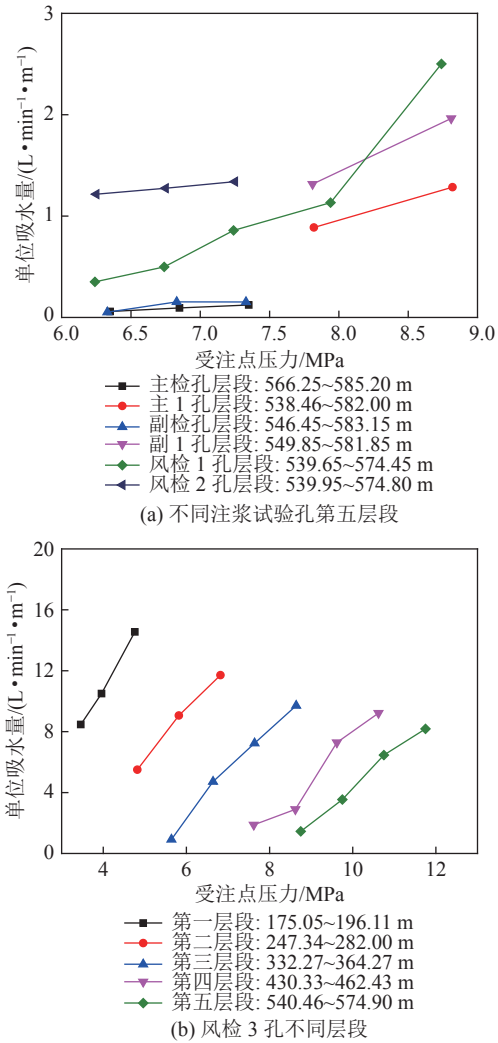 3
2
1
0
单位吸水量/(L•min⁻¹•m⁻¹)
6.0 6.5 7.0 7.5 8.0 8.5 9.0
受注点压力/MPa
主检孔层段: 566.25~585.20 m
主 1 孔层段: 538.46~582.00 m
副检孔层段: 546.45~583.15 m
副 1 孔层段: 549.85~581.85 m
风检 1 孔层段: 539.65~574.45 m
风检 2 孔层段: 539.95~574.80 m
(a) 不同注浆试验孔第五层段
20
16
12
8
4
0
单位吸水量/(L•min⁻¹•m⁻¹)
4 6 8 10 12
受注点压力/MPa
第一层段: 175.05~196.11 m
第二层段: 247.34~282.00 m
第三层段: 332.27~364.27 m
第四层段: 430.33~462.43 m
第五层段: 540.46~574.90 m
(b) 风检 3 孔不同层段